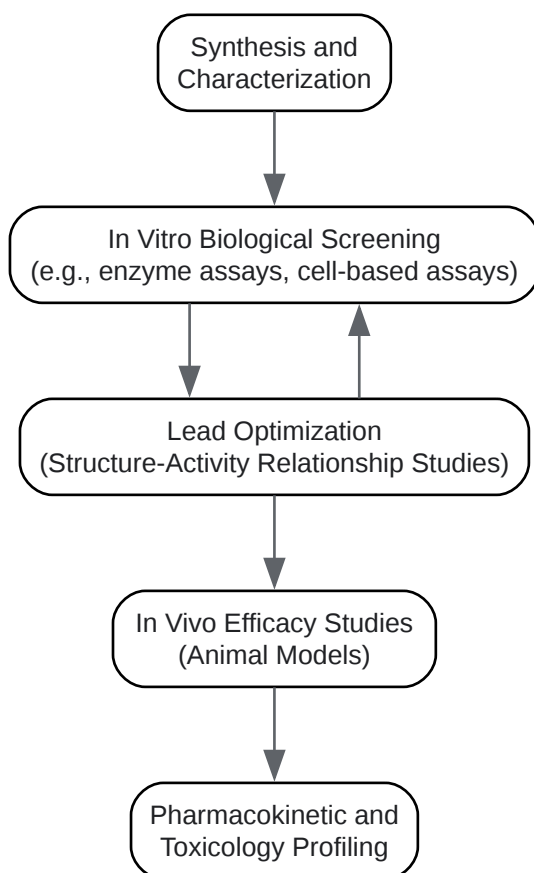 Synthesis and
Characterization
In Vitro Biological Screening
(e.g., enzyme assays, cell-based assays)
Lead Optimization
(Structure-Activity Relationship Studies)
In Vivo Efficacy Studies
(Animal Models)
Pharmacokinetic and
Toxicology Profiling